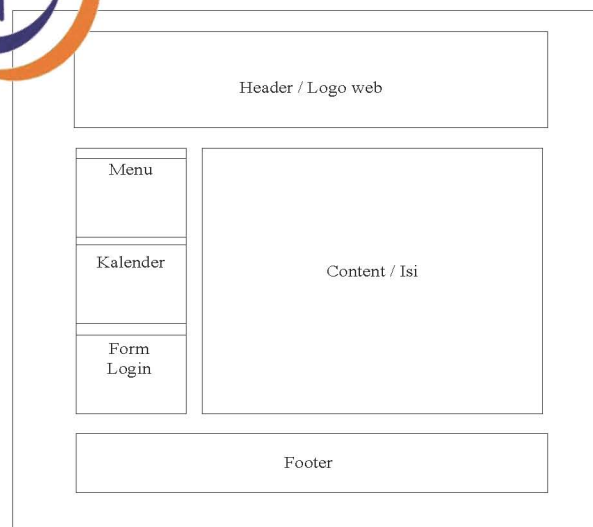 Header / Logo web
Menu
Kalender
Content / Isi
Form
Login
Footer